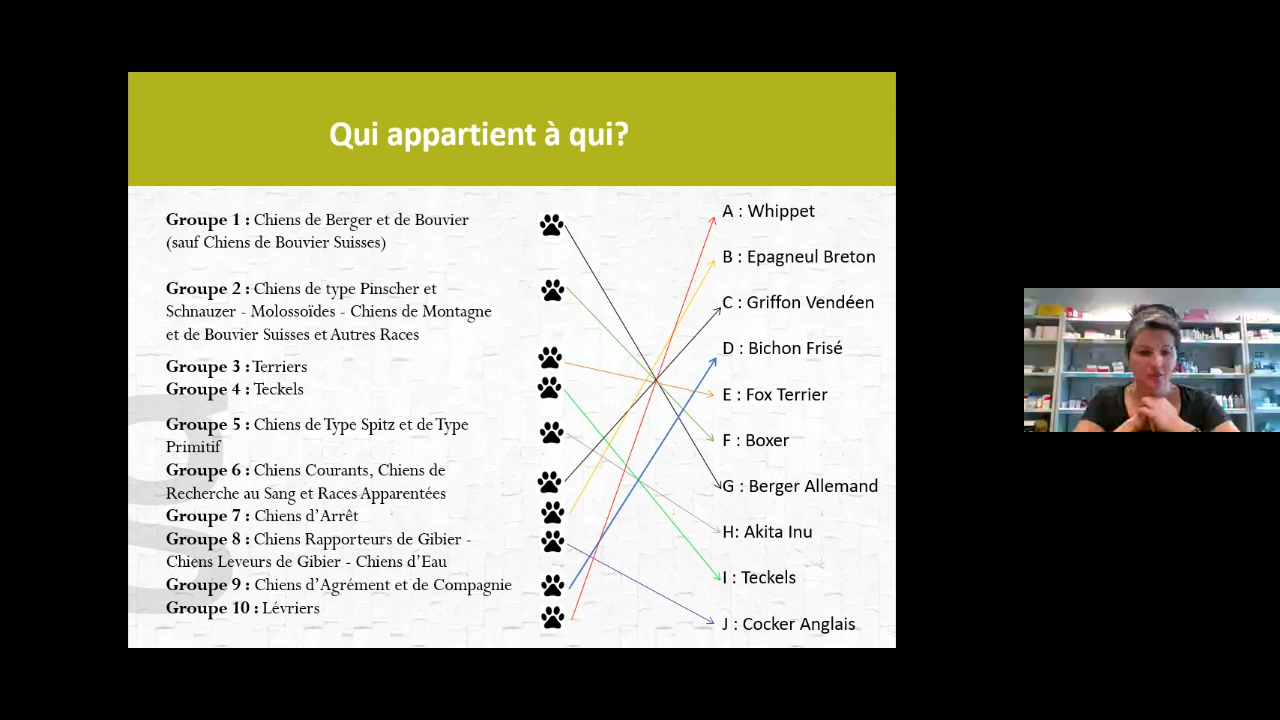 Qui appartient à qui?
Groupe 1 : Chiens de Berger et de Bouvier
(sauf Chiens de Bouvier Suisses)
Groupe 2 : Chiens de type Pinscher et
Schnauzer - Molossoïdes - Chiens de Montagne
et de Bouvier Suisses et Autres Races
Groupe 3 : Terriers
Groupe 4 : Teckels
Groupe 5 : Chiens de Type Spitz et de Type
Primitif
Groupe 6 : Chiens Courants, Chiens de
Recherche au Sang et Races Apparentées
Groupe 7 : Chiens d'Arrêt
Groupe 8 : Chiens Rapporteurs de Gibier -
Chiens Leveurs de Gibier - Chiens d'Eau
Groupe 9 : Chiens d'Agrément et de Compagnie
Groupe 10 : Lévriers
A : Whippet
B : Epagneul Breton
C : Griffon Vendéen
D : Bichon Frisé
E : Fox Terrier
F : Boxer
G : Berger Allemand
H: Akita Inu
I : Teckels
J : Cocker Anglais